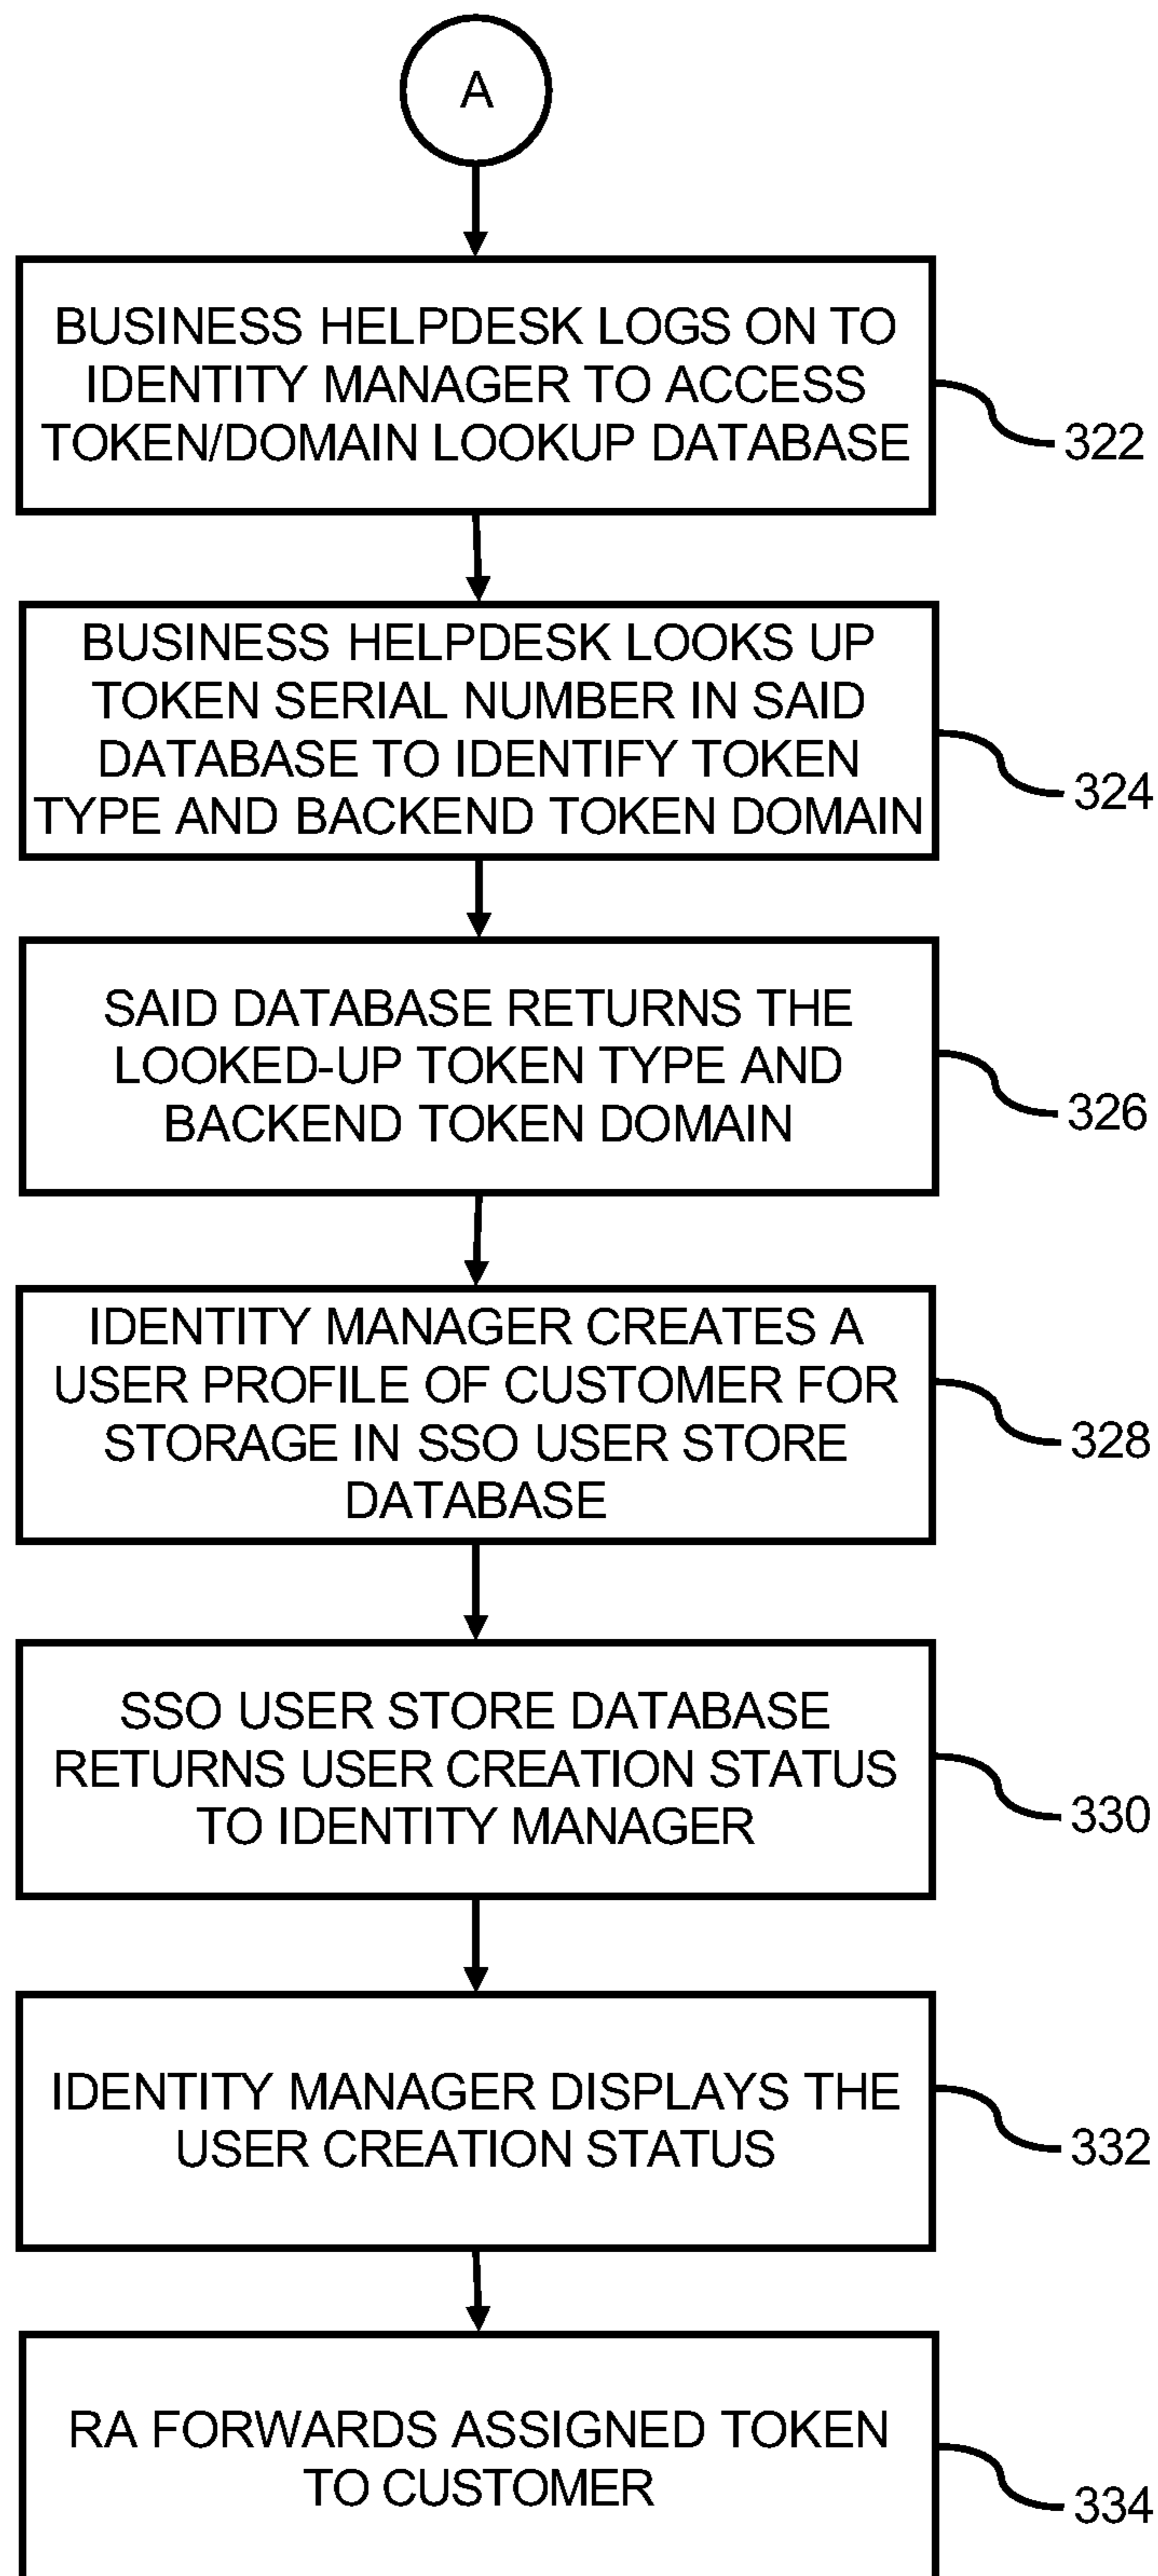 A
BUSINESS HELPDESK LOGS ON TO
IDENTITY MANAGER TO ACCESS
TOKEN/DOMAIN LOOKUP DATABASE
322
BUSINESS HELPDESK LOOKS UP
TOKEN SERIAL NUMBER IN SAID
DATABASE TO IDENTIFY TOKEN
TYPE AND BACKEND TOKEN DOMAIN
324
SAID DATABASE RETURNS THE
LOOKED-UP TOKEN TYPE AND
BACKEND TOKEN DOMAIN
326
IDENTITY MANAGER CREATES A
USER PROFILE OF CUSTOMER FOR
STORAGE IN SSO USER STORE
DATABASE
328
SSO USER STORE DATABASE
RETURNS USER CREATION STATUS
TO IDENTITY MANAGER
330
IDENTITY MANAGER DISPLAYS THE
USER CREATION STATUS
332
RA FORWARDS ASSIGNED TOKEN
TO CUSTOMER
334